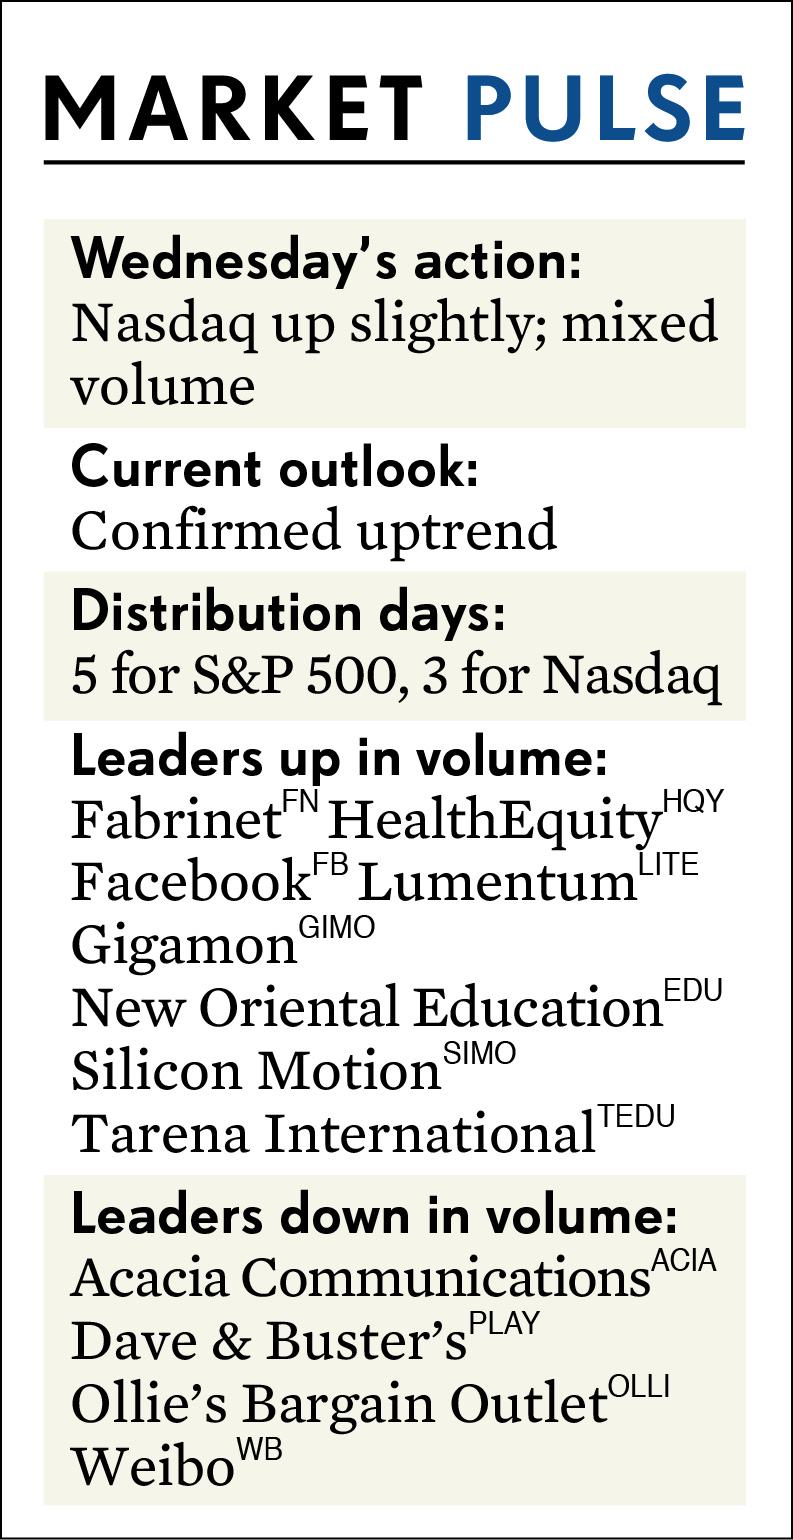 MARKET PULSE
Wednesday’s action:
Nasdaq up slightly; mixed
volume
Current outlook:
Confirmed uptrend
Distribution days:
5 for S&P 500, 3 for Nasdaq
Leaders up in volume:
Fabrinet FN HealthEquity HQY
Facebook FB Lumentum LITE
Gigamon GIMO
New Oriental Education EDU
Silicon Motion SIMO
Tarena International TEDU
Leaders down in volume:
Acacia Communications ACIA
Dave & Buster’s PLAY
Ollie’s Bargain Outlet OLLI
Weibo WB